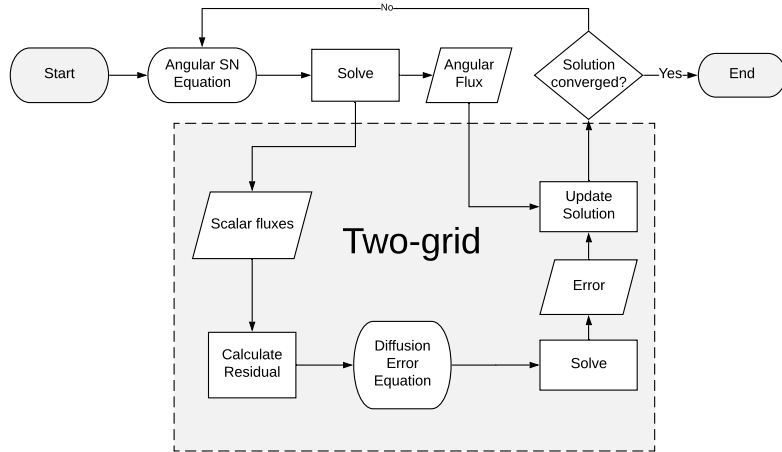 No
Start
Angular SN
Equation
Solve
Angular
Flux
Solution
converged?
Yes
End
Scalar fluxes
Two-grid
Update
Solution
Error
Calculate
Residual
Diffusion
Error
Equation
Solve